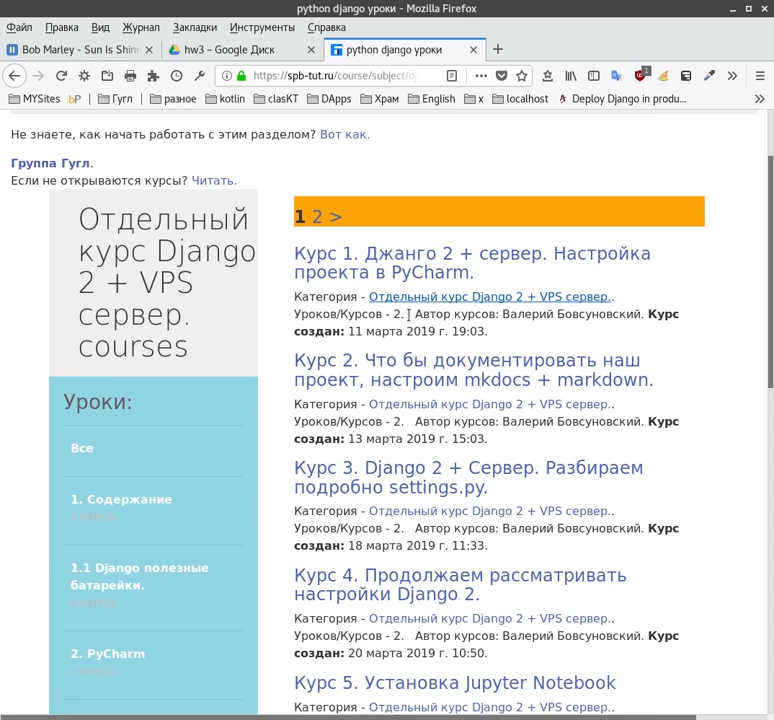 python django уроки - Mozilla Firefox
Файл Правка Вид Журнал Закладки Инструменты Справка
Bob Marley - Sun Is Shin
hw3 – Google Диск
python django уроки
https://spb-tut.ru/course/subject/dj
MYSites bP Гугл разное kotlin clasKT DApps Храм English x localhost Deploy Django in produ...
Не знаете, как начать работать с этим разделом? Вот как.
Группа Гугл.
Если не открываются курсы? Читать.
Отдельный
курс Django
2 + VPS
сервер.
courses
Уроки:
Все
1. Содержание
1.1 Django полезные
батарейки.
2. PyCharm
1 2 >
Курс 1. Джанго 2 + сервер. Настройка
проекта в PyCharm.
Категория - Отдельный курс Django 2 + VPS сервер..
Уроков/Курсов - 2. Автор курсов: Валерий Бовсуновский. Курс
создан: 11 марта 2019 г. 19:03.
Курс 2. Что бы документировать наш
проект, настроим mkdocs + markdown.
Категория - Отдельный курс Django 2 + VPS сервер..
Уроков/Курсов - 2. Автор курсов: Валерий Бовсуновский. Курс
создан: 13 марта 2019 г. 15:03.
Курс 3. Django 2 + Сервер. Разбираем
подробно settings.py.
Категория - Отдельный курс Django 2 + VPS сервер..
Уроков/Курсов - 2. Автор курсов: Валерий Бовсуновский. Курс
создан: 18 марта 2019 г. 11:33.
Курс 4. Продолжаем рассматривать
настройки Django 2.
Категория - Отдельный курс Django 2 + VPS сервер..
Уроков/Курсов - 2. Автор курсов: Валерий Бовсуновский. Курс
создан: 20 марта 2019 г. 10:50.
Курс 5. Установка Jupyter Notebook
Категория - Отдельный курс Django 2 + VPS сервер..